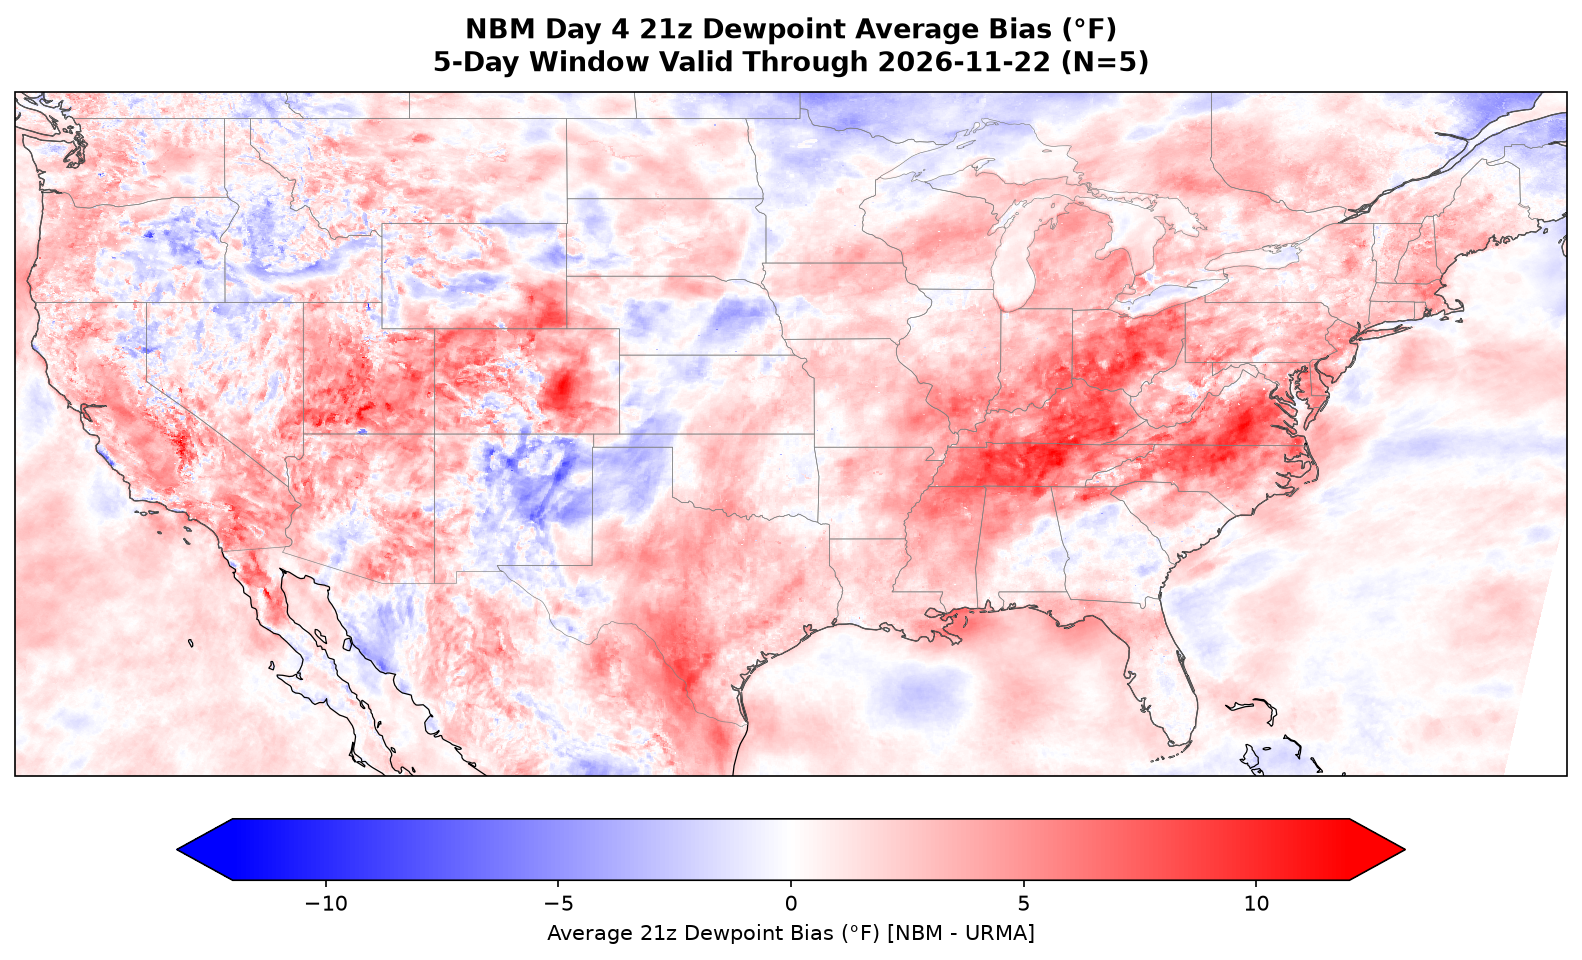 NBM Day 4 21z Dewpoint Average Bias (°F)
5-Day Window Valid Through 2026-11-22 (N=5)
−10 −5 0 5 10
Average 21z Dewpoint Bias (°F) [NBM - URMA]